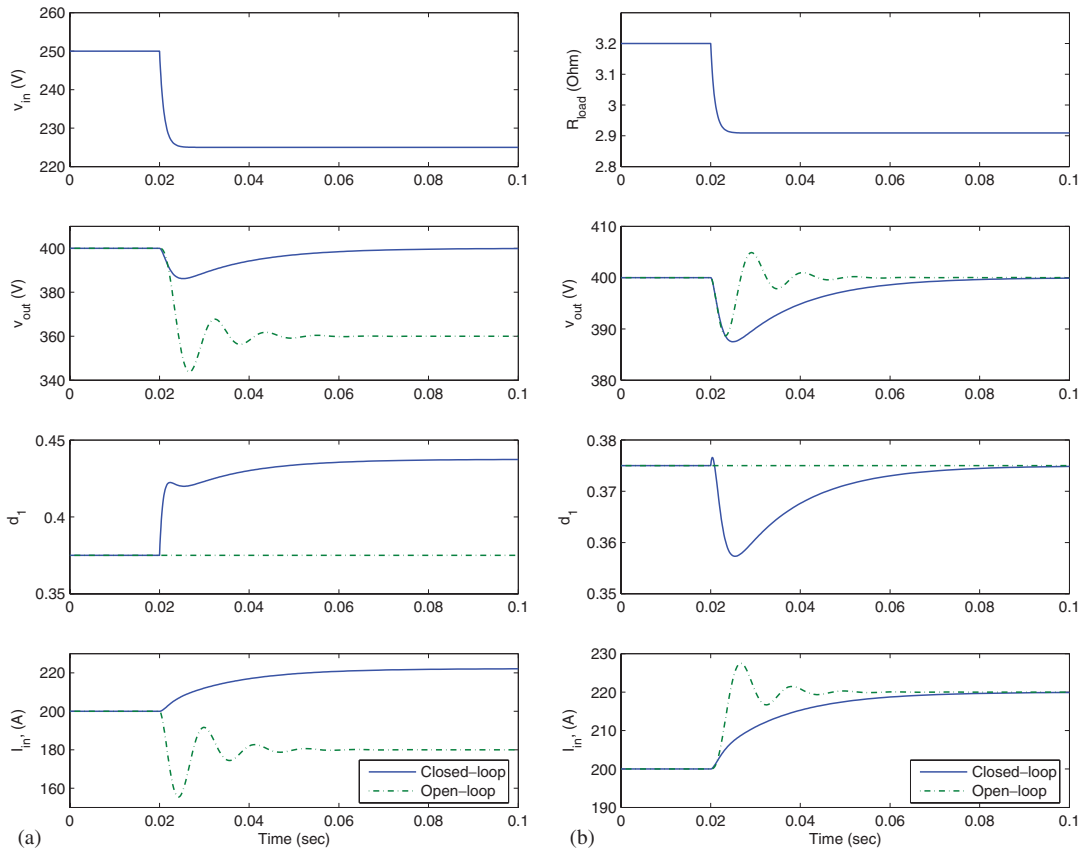 260
250
240
230
220
v_in (V)
0 0.02 0.04 0.06 0.08 0.1
400
380
360
340
v_out (V)
0 0.02 0.04 0.06 0.08 0.1
0.45
0.4
0.35
d_1
0 0.02 0.04 0.06 0.08 0.1
220
200
180
160
I_in, (A)
150
0 0.02 0.04 0.06 0.08 0.1
Closed–loop
Open–loop
Time (sec)
(a)
3.2
3.1
3
2.9
2.8
R_load (Ohm)
0 0.02 0.04 0.06 0.08 0.1
410
400
390
380
v_out (V)
0 0.02 0.04 0.06 0.08 0.1
0.38
0.37
0.36
0.35
d_1
0 0.02 0.04 0.06 0.08 0.1
230
220
210
200
190
I_in, (A)
0 0.02 0.04 0.06 0.08 0.1
Closed–loop
Open–loop
Time (sec)
(b)